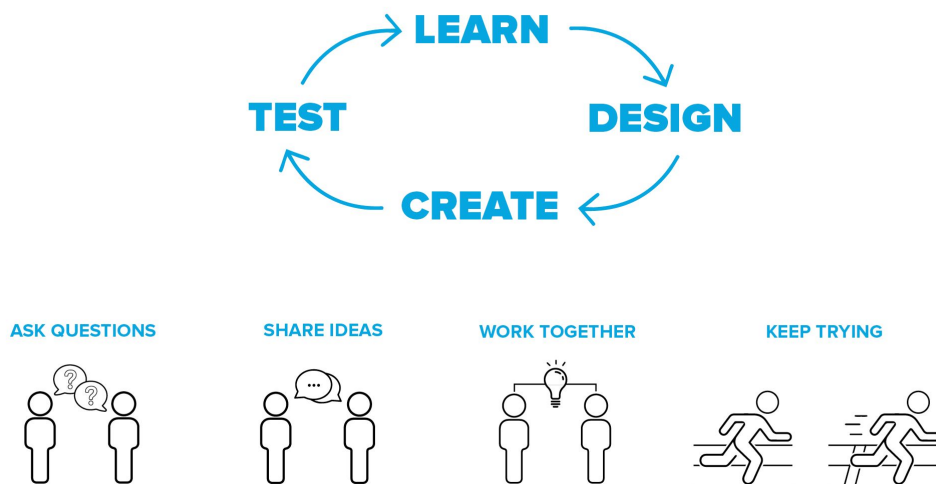 LEARN
TEST
DESIGN
CREATE
ASK QUESTIONS
SHARE IDEAS
WORK TOGETHER
KEEP TRYING
?
?
...